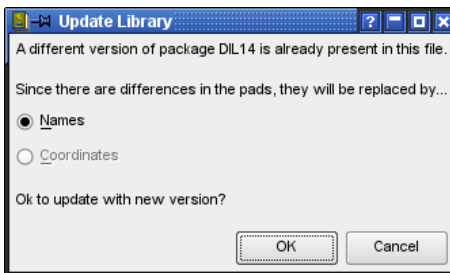 Update Library
?
A different version of package DIL14 is already present in this file.
Since there are differences in the pads, they will be replaced by...
Names
Coordinates
Ok to update with new version?
OK
Cancel